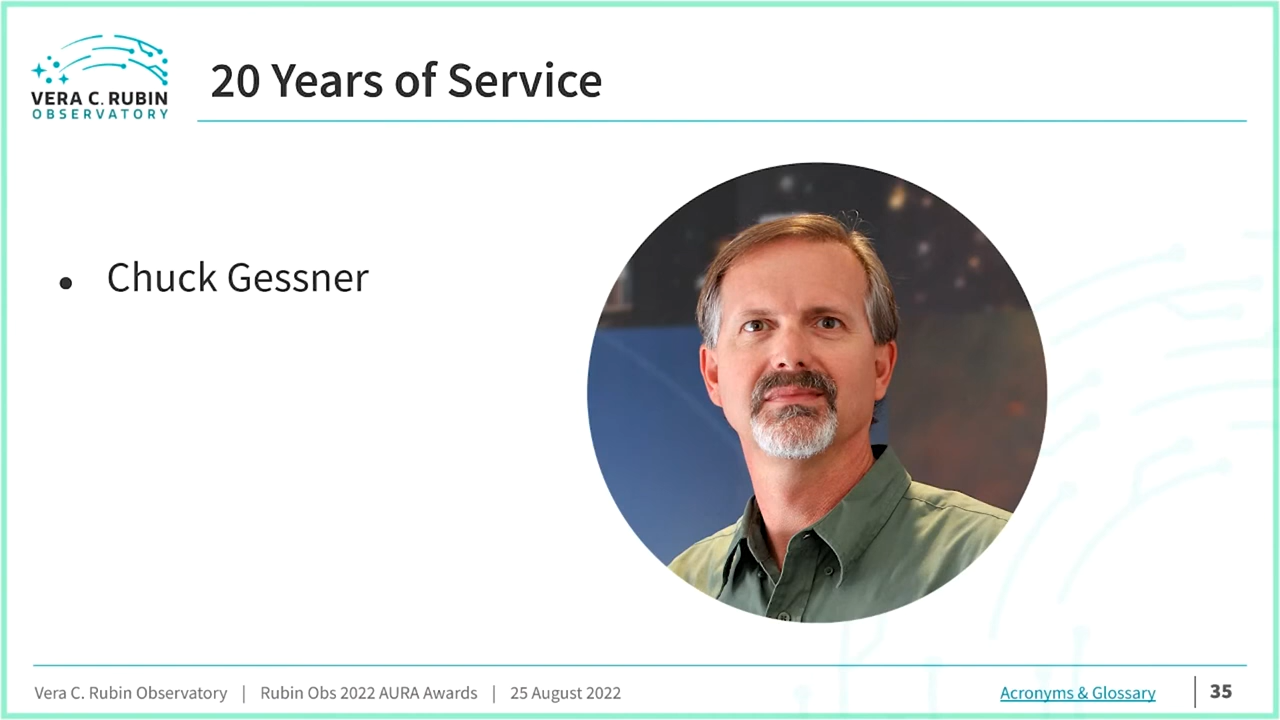 VERA C. RUBIN
OBSERVATORY
20 Years of Service
• Chuck Gessner
Vera C. Rubin Observatory | Rubin Obs 2022 AURA Awards | 25 August 2022
Acronyms & Glossary | 35